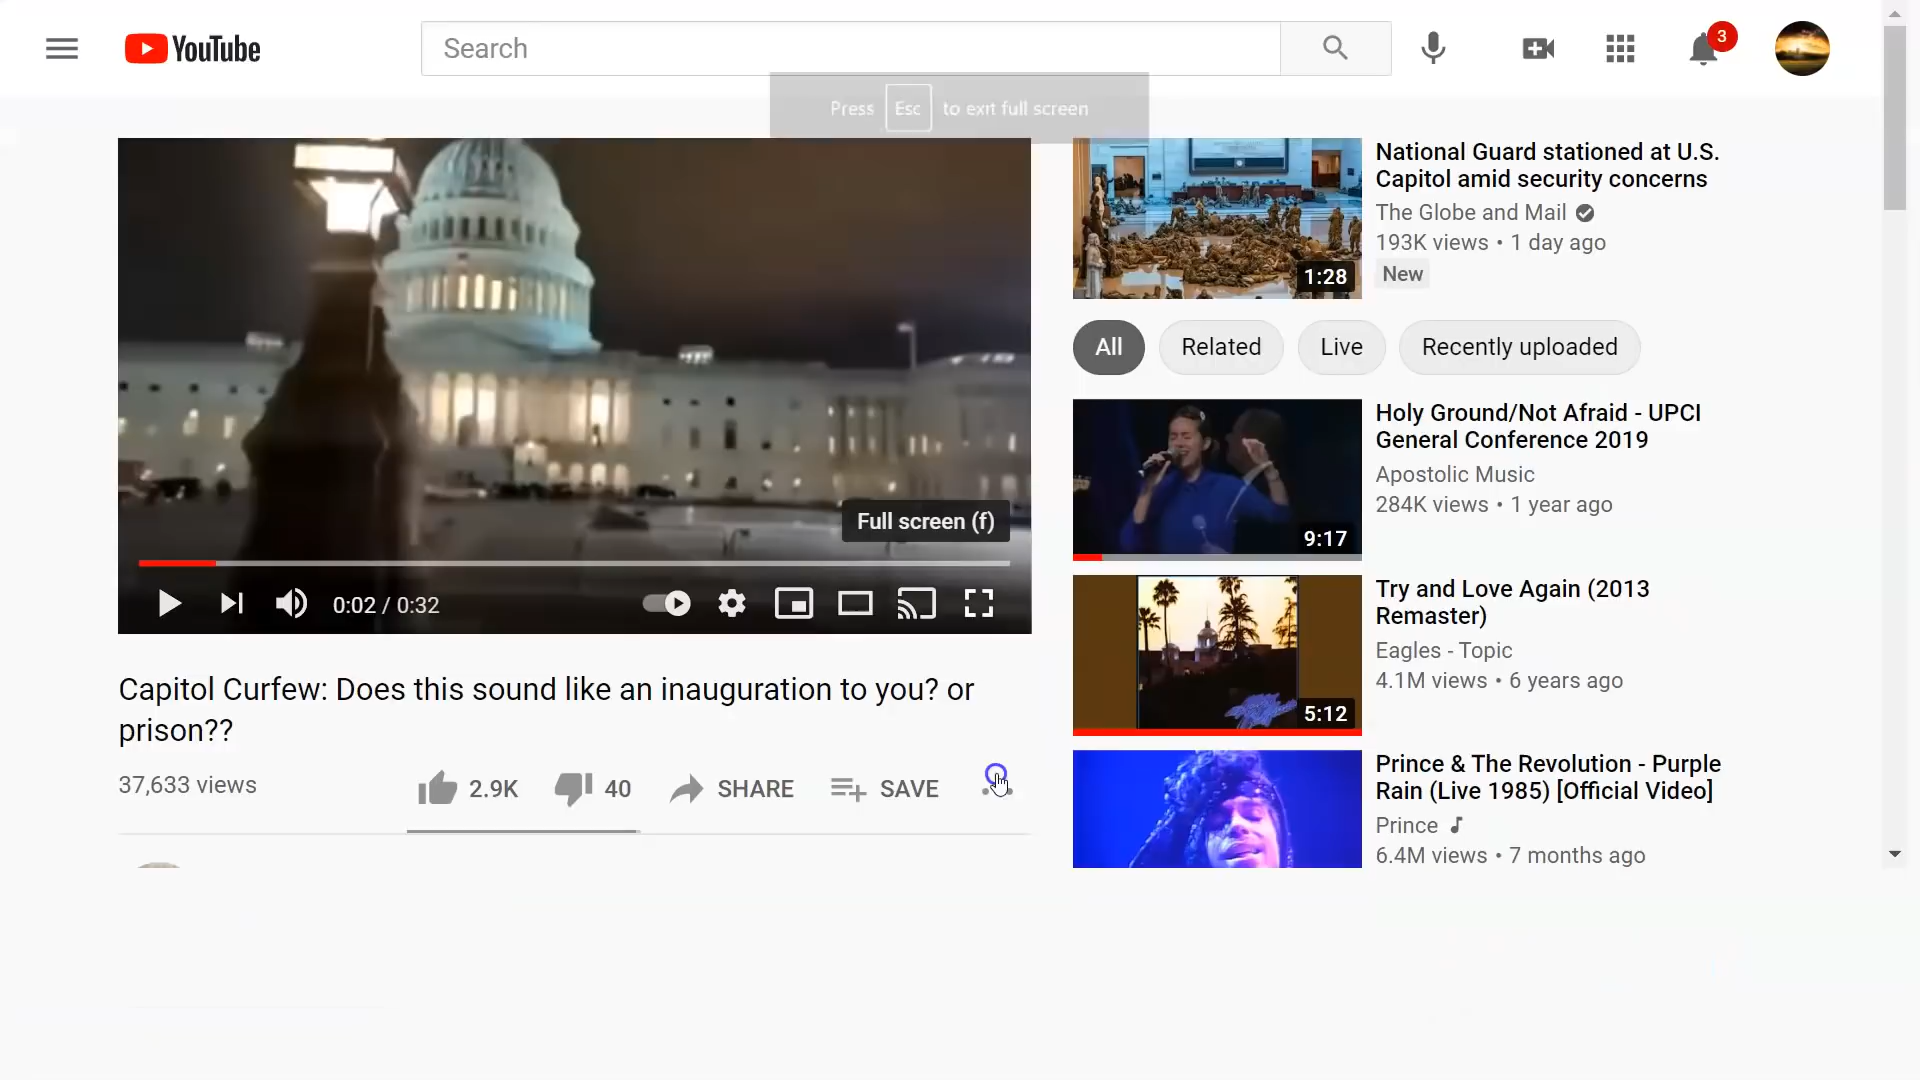 YouTube
Search
3
Press Esc to exit full screen
Full screen (f)
0:02 / 0:32
Capitol Curfew: Does this sound like an inauguration to you? or
prison??
37,633 views
2.9K
40
SHARE
SAVE
1:28
National Guard stationed at U.S.
Capitol amid security concerns
The Globe and Mail
193K views • 1 day ago
New
All
Related
Live
Recently uploaded
9:17
Holy Ground/Not Afraid - UPCI
General Conference 2019
Apostolic Music
284K views • 1 year ago
5:12
Try and Love Again (2013
Remaster)
Eagles - Topic
4.1M views • 6 years ago
Prince & The Revolution - Purple
Rain (Live 1985) [Official Video]
Prince
6.4M views • 7 months ago